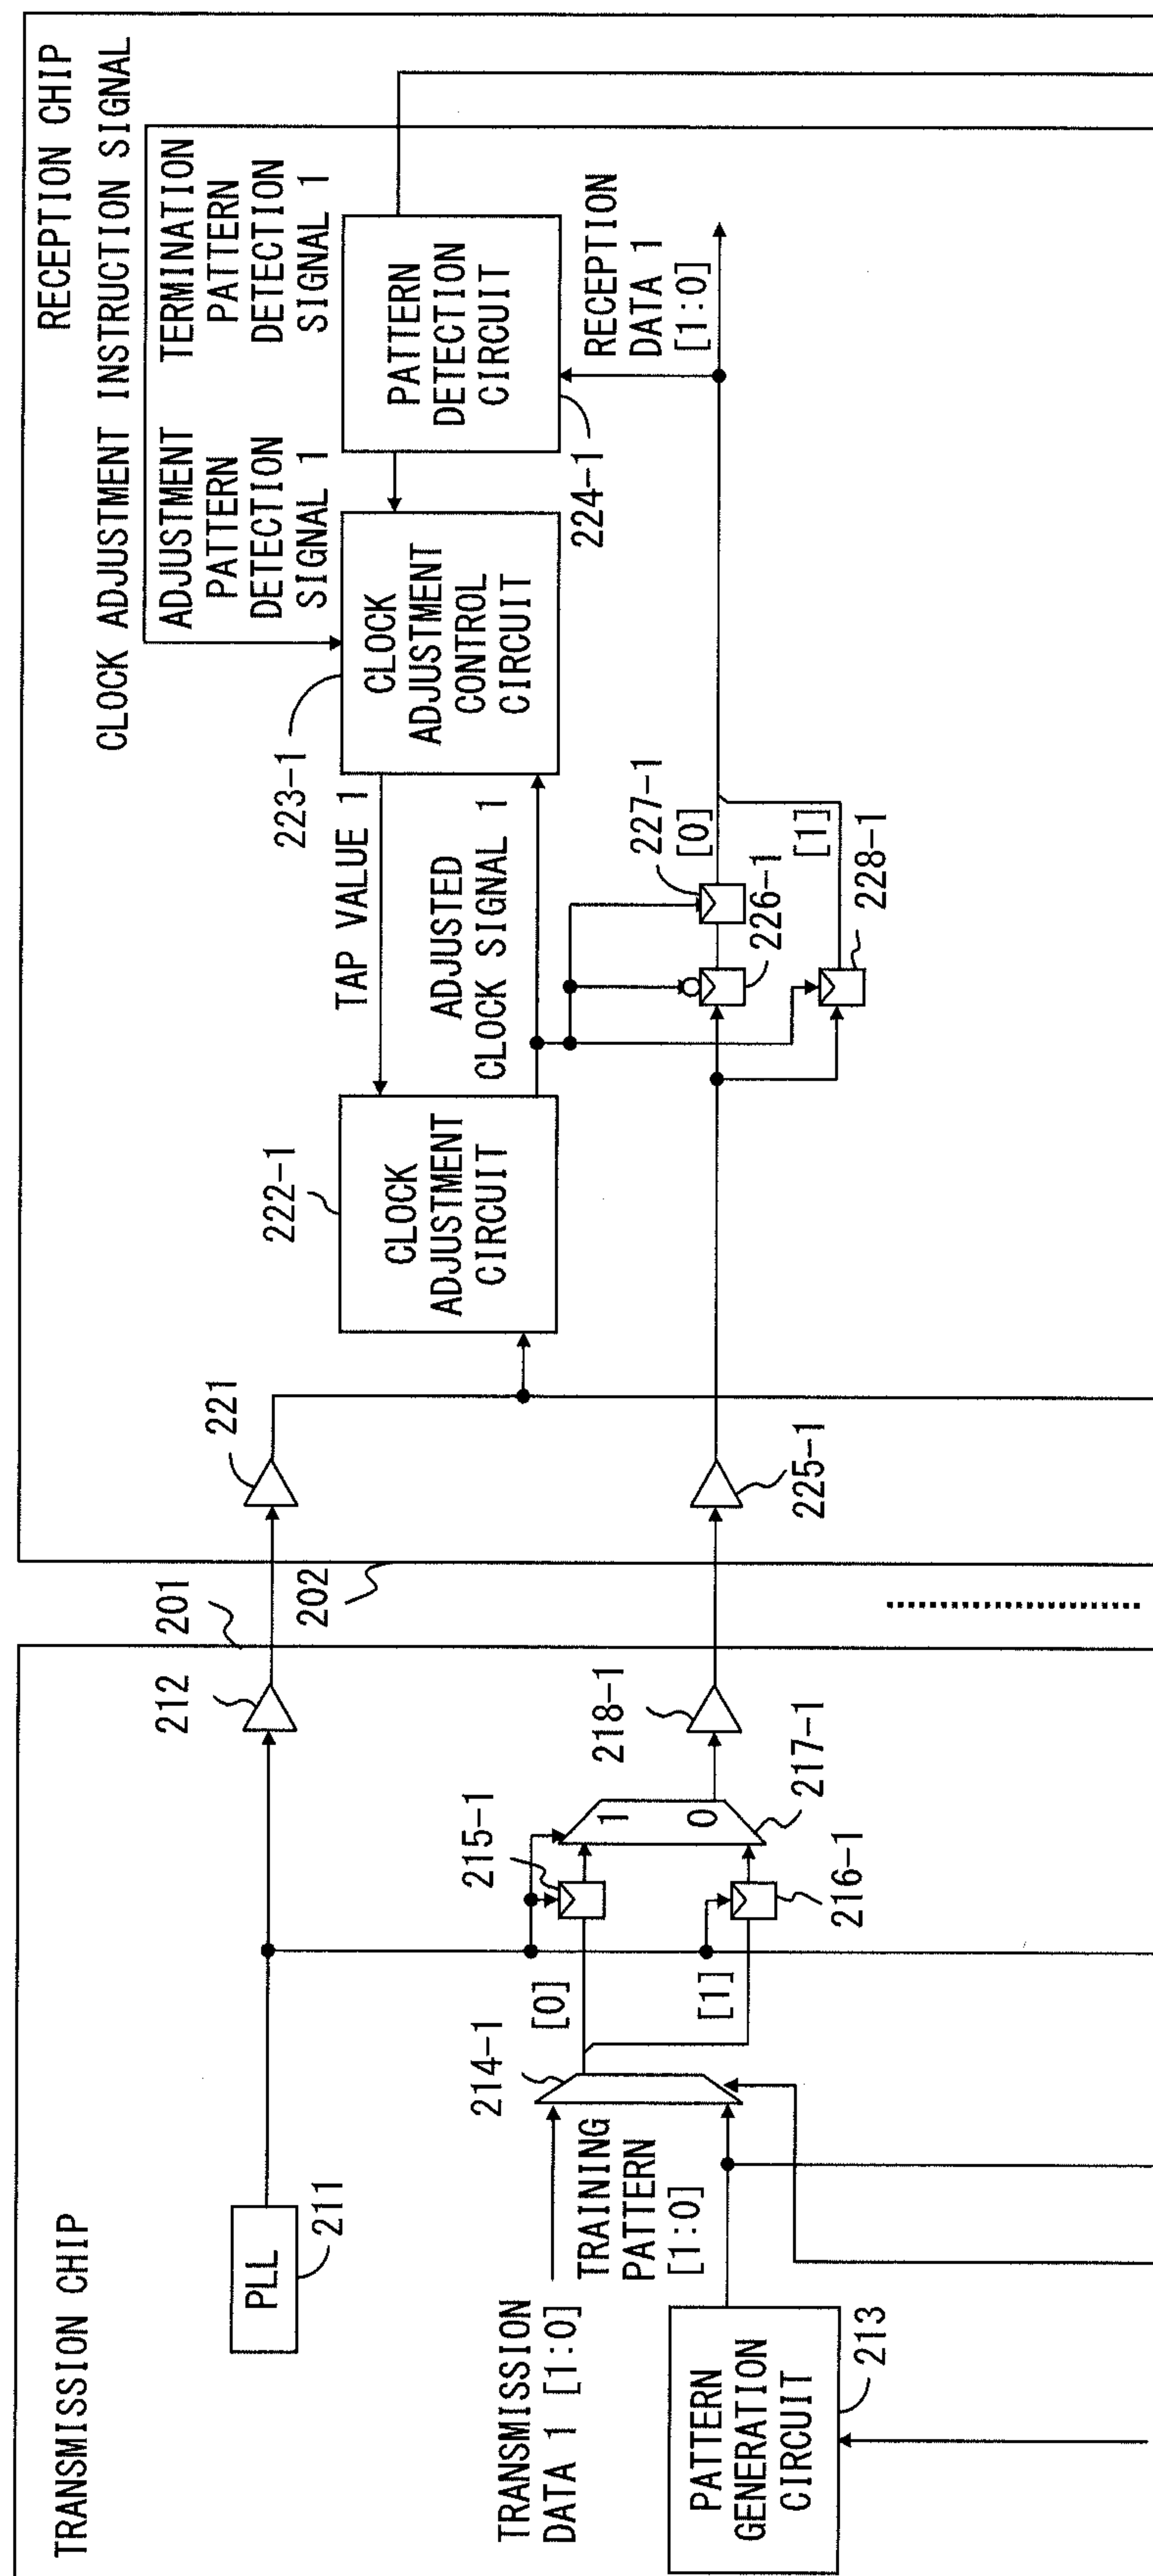 TRANSMISSION CHIP
PLL
211
212
201
202
TRANSMISSION
DATA 1 [1:0]
TRAINING
PATTERN
[1:0]
PATTERN
GENERATION
CIRCUIT
213
214-1
[0]
[1]
215-1
216-1
1
0
217-1
218-1
RECEPTION CHIP
CLOCK ADJUSTMENT INSTRUCTION SIGNAL
221
222-1
CLOCK
ADJUSTMENT
CIRCUIT
TAP VALUE 1
ADJUSTED
CLOCK SIGNAL 1
223-1
CLOCK
ADJUSTMENT
CONTROL
CIRCUIT
ADJUSTMENT
PATTERN
DETECTION
SIGNAL 1
TERMINATION
PATTERN
DETECTION
SIGNAL 1
PATTERN
DETECTION
CIRCUIT
224-1
RECEPTION
DATA 1
[1:0]
225-1
226-1
227-1
[0]
[1]
228-1